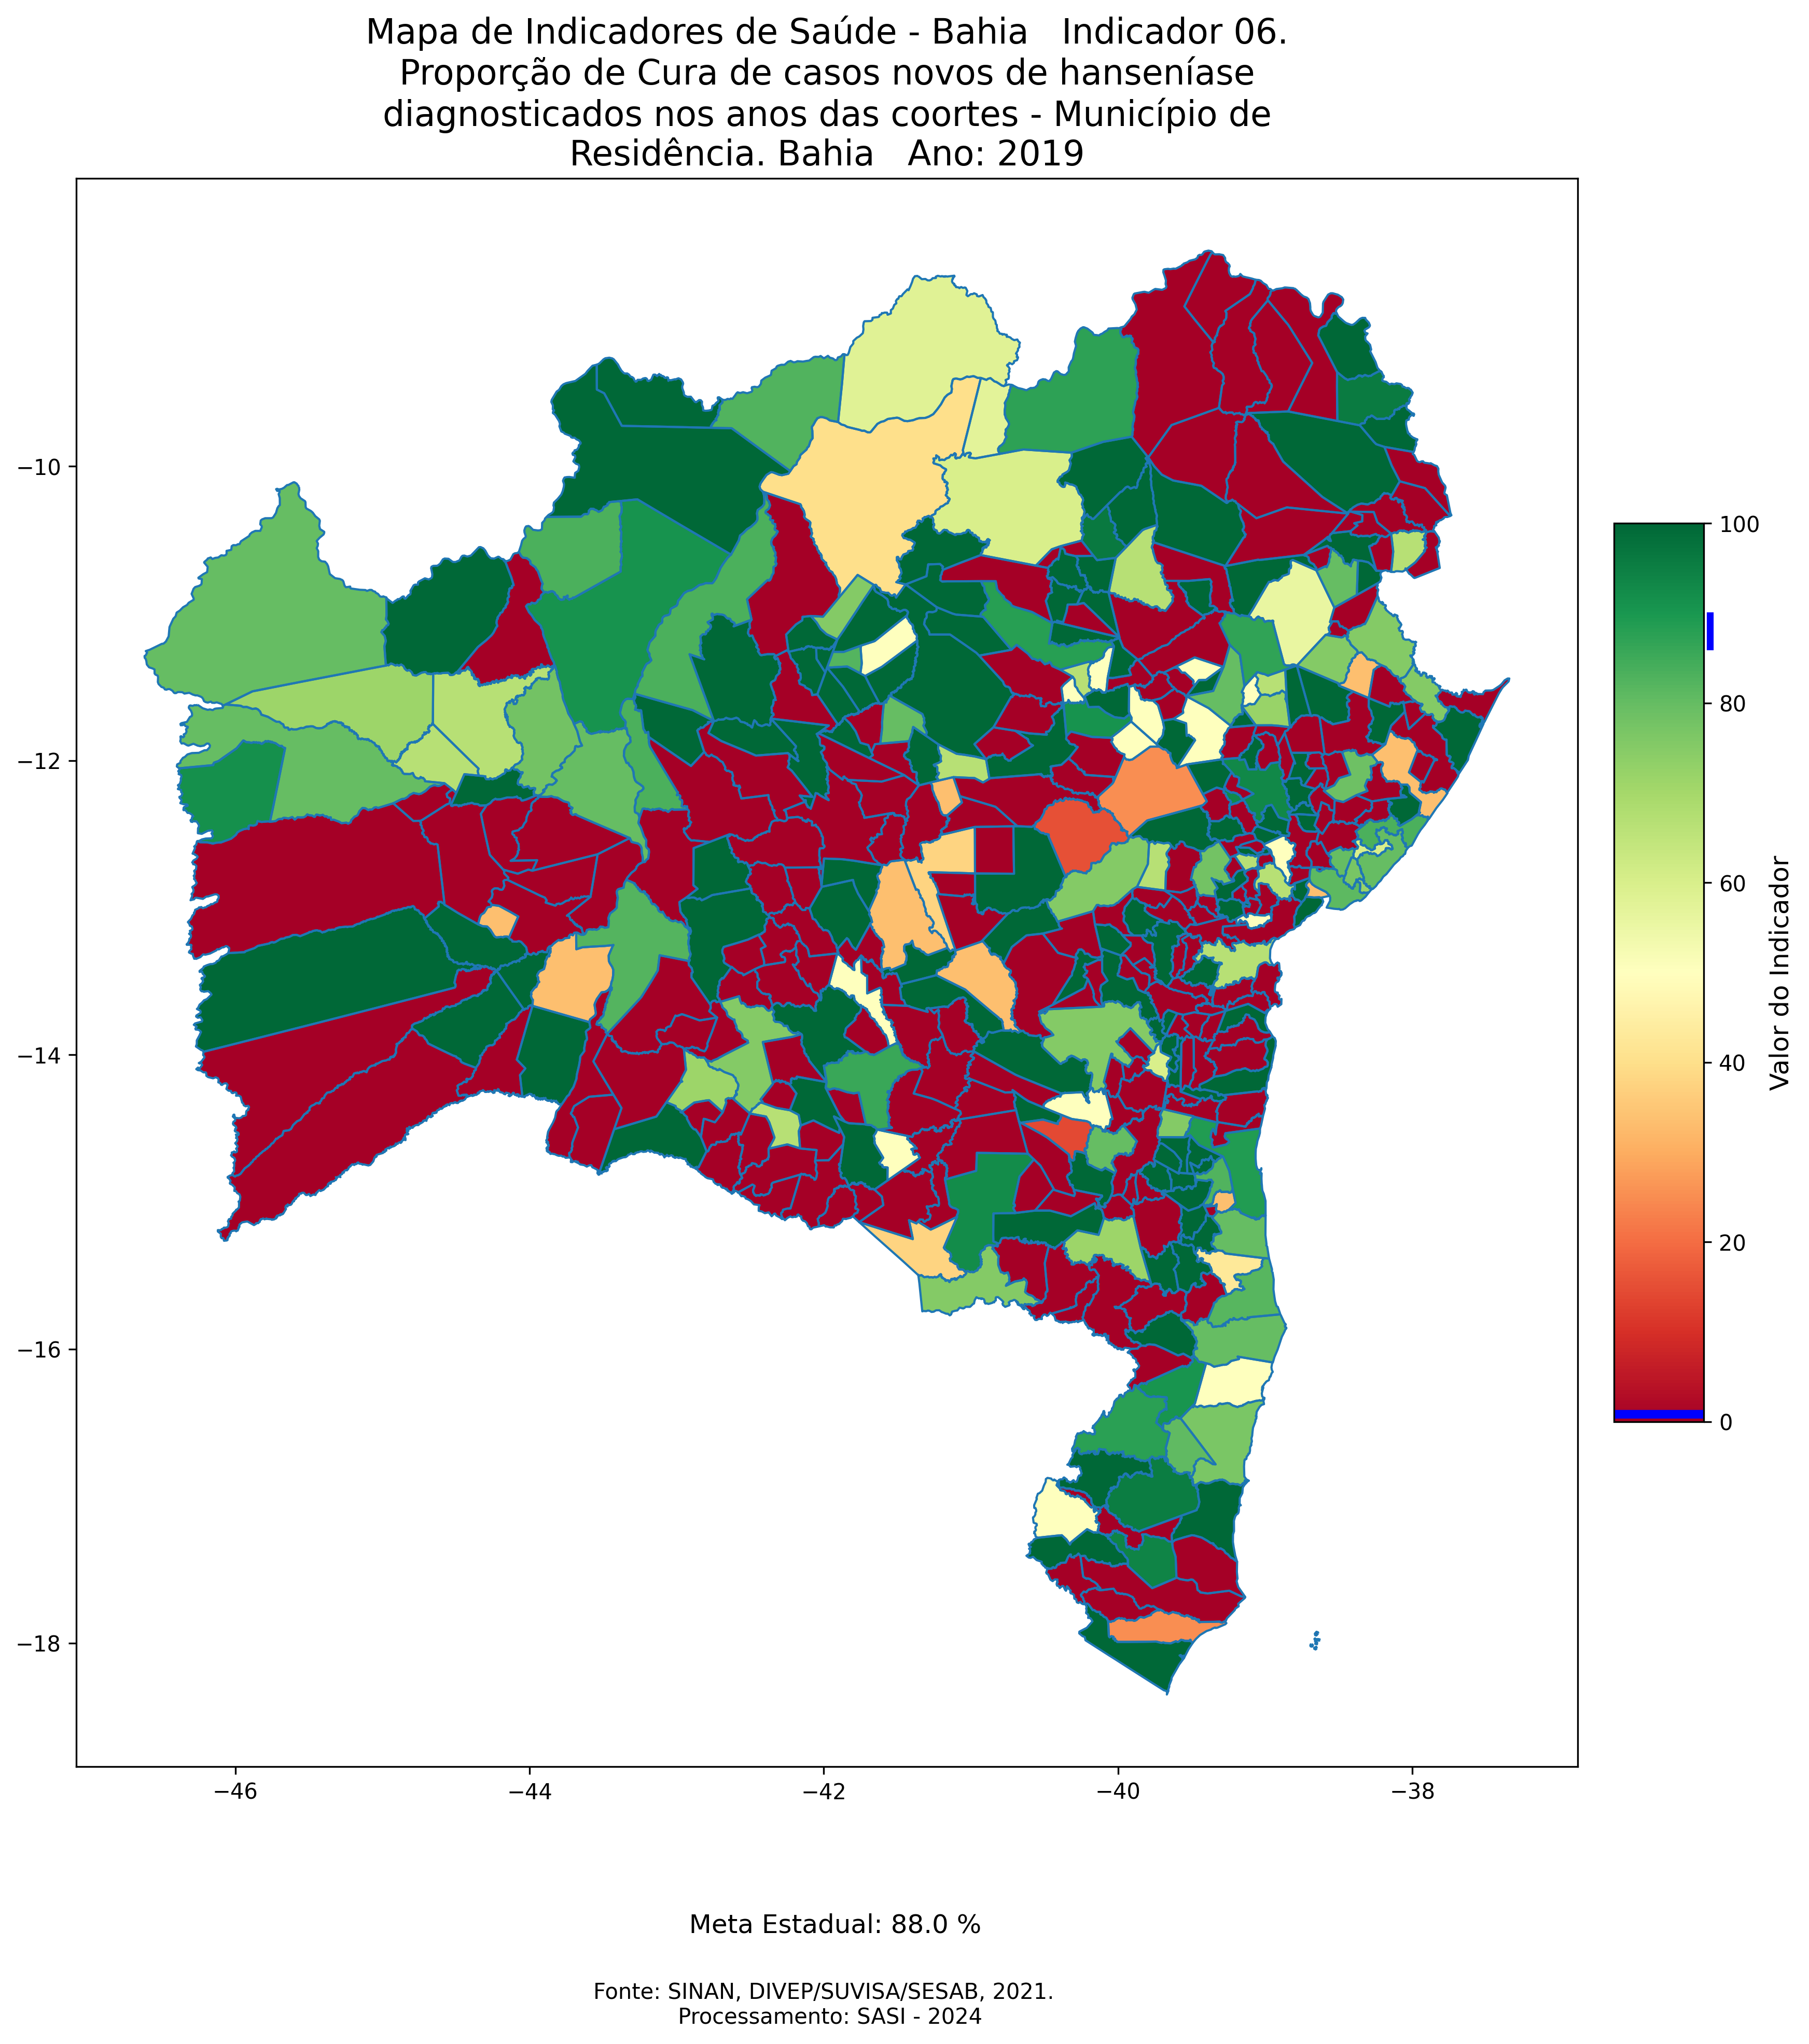 Mapa de Indicadores de Saúde - Bahia   Indicador 06.
Proporção de Cura de casos novos de hanseníase
diagnosticados nos anos das coortes - Município de
Residência. Bahia   Ano: 2019
−10
−12
−14
−16
−18
−46
−44
−42
−40
−38
100
80
60
40
20
0
Valor do Indicador
Meta Estadual: 88.0 %
Fonte: SINAN, DIVEP/SUVISA/SESAB, 2021.
Processamento: SASI - 2024